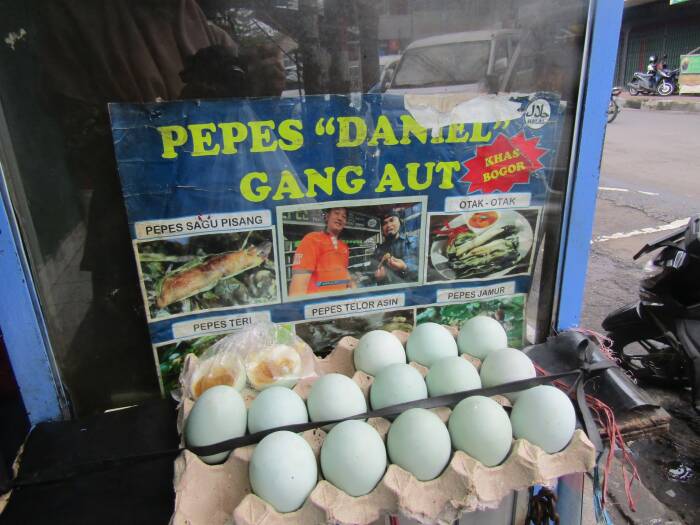 PEPES "DANIEL"
GANG AUT
KHAS
BOGOR
HALAL
PEPES SAGU PISANG
OTAK - OTAK
PEPES TERI
PEPES TELOR ASIN
PEPES JAMUR